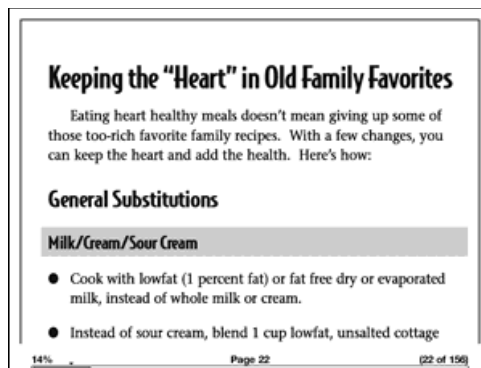 Keeping the “Heart” in Old Family Favorites
Eating heart healthy meals doesn’t mean giving up some of
those too-rich favorite family recipes. With a few changes, you
can keep the heart and add the health. Here’s how:
General Substitutions
Milk/Cream/Sour Cream
● Cook with lowfat (1 percent fat) or fat free dry or evaporated
milk, instead of whole milk or cream.
● Instead of sour cream, blend 1 cup lowfat, unsalted cottage
14% Page 22 (22 of 156)